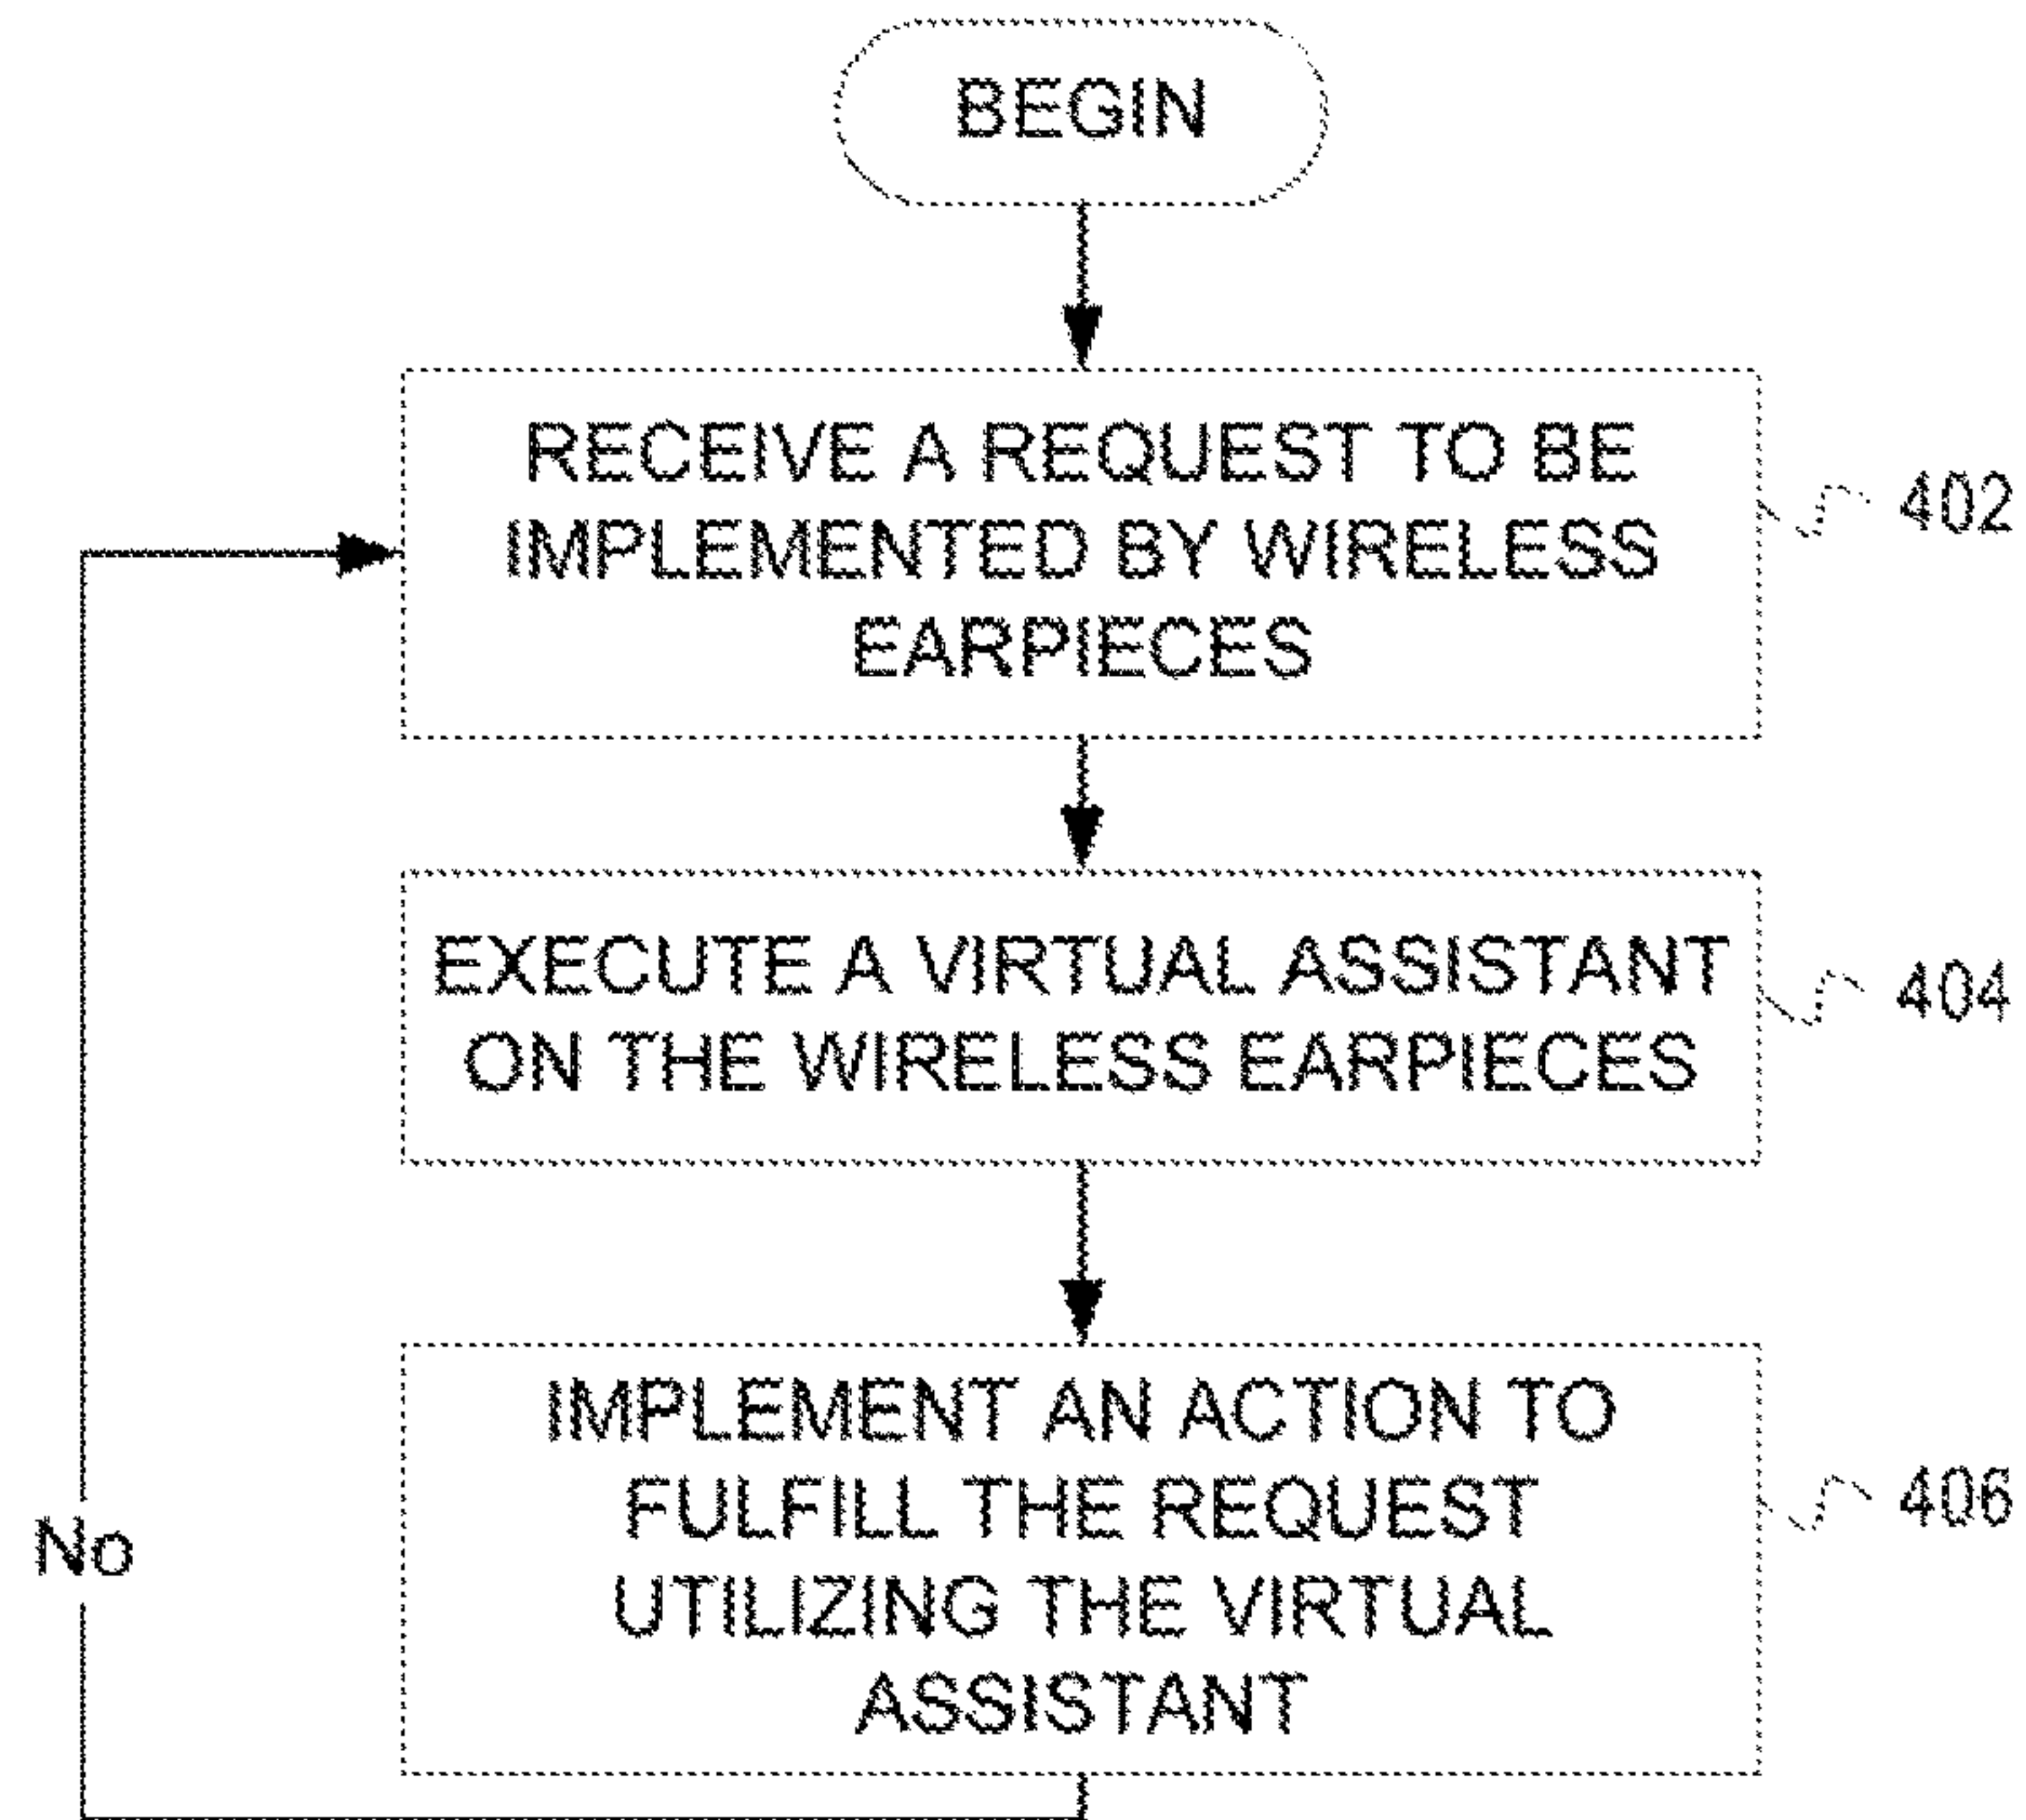 BEGIN
RECEIVE A REQUEST TO BE
IMPLEMENTED BY WIRELESS
EARPIECES
402
EXECUTE A VIRTUAL ASSISTANT
ON THE WIRELESS EARPIECES
404
IMPLEMENT AN ACTION TO
FULFILL THE REQUEST
UTILIZING THE VIRTUAL
ASSISTANT
406
No